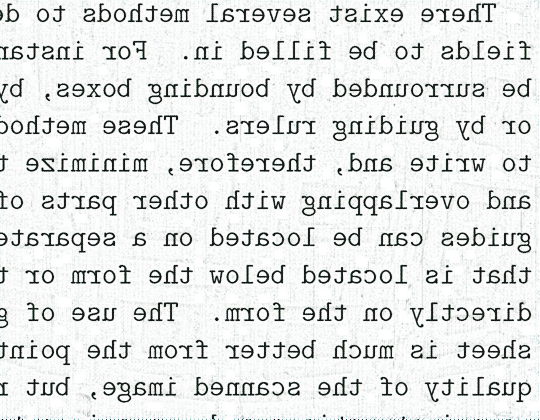 There exist several methods to de
fields to be filled in. For instan
be surrounded by bounding boxes, by
or by guiding rulers. These method
to write and, therefore, minimize t
and overlapping with other parts of
guides can be located on a separate
that is located below the form or t
directly on the form. The use of g
sheet is much better from the point
quality of the scanned image, but r